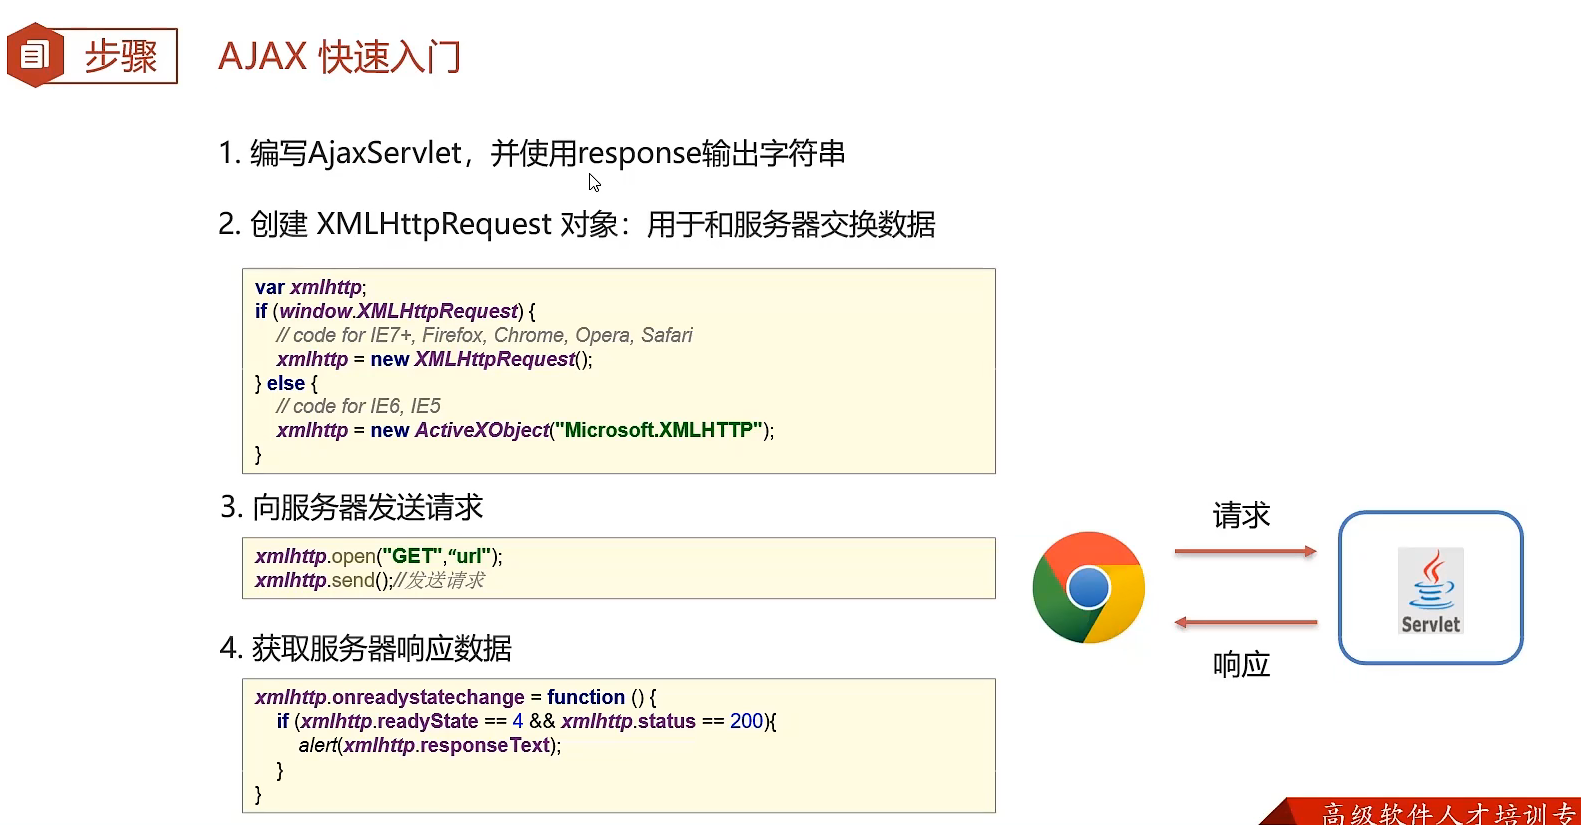 步骤
AJAX 快速入门
1. 编写AjaxServlet，并使用response输出字符串
2. 创建 XMLHttpRequest 对象：用于和服务器交换数据
var xmlhttp;
if (window.XMLHttpRequest) {
// code for IE7+, Firefox, Chrome, Opera, Safari
xmlhttp = new XMLHttpRequest();
} else {
// code for IE6, IE5
xmlhttp = new ActiveXObject("Microsoft.XMLHTTP");
}
3. 向服务器发送请求
xmlhttp.open("GET",“url");
xmlhttp.send();//发送请求
4. 获取服务器响应数据
xmlhttp.onreadystatechange = function () {
if (xmlhttp.readyState == 4 && xmlhttp.status == 200){
alert(xmlhttp.responseText);
}
}
请求
Servlet
响应
高级软件人才培训专